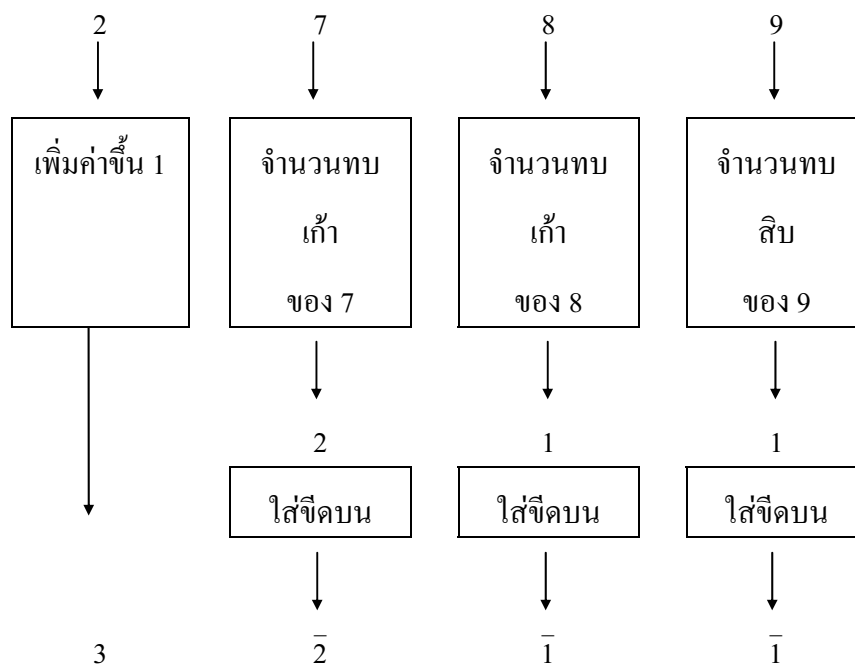 2 7 8 9
เพิ่มค่าขึ้น 1 จำนวนทบ จำนวนทบ จำนวนทบ
เก้า เก้า สิบ
ของ 7 ของ 8 ของ 9
2 1 1
ใส่ขีดบน ใส่ขีดบน ใส่ขีดบน
3 2̅ 1̅ 1̅